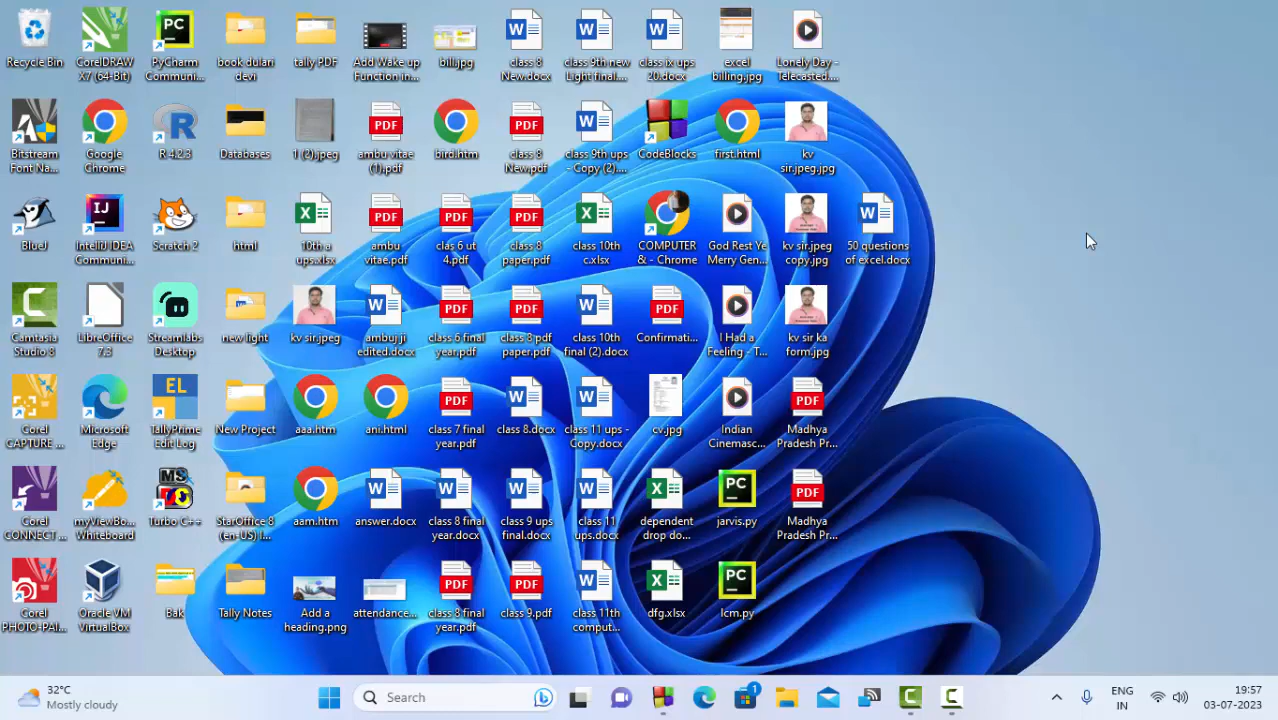 Recycle Bin
CorelDRAW
X7 (64-Bit)
PyCharm
Communi...
book dulari
devi
tally PDF
Add Wake up
Function in...
bill.jpg
class 8
New.docx
class 9th new
Light final....
class ix ups
20.docx
excel
billing.jpg
Lonely Day -
Telecasted....
Bitstream
Font Na...
Google
Chrome
R 4.2.3
Databases
1 (2).jpeg
ambu vitae
(1).pdf
bird.htm
class 8
New.pdf
class 9th ups
- Copy (2)....
CodeBlocks
first.html
kv
sir.jpeg.jpg
BlueJ
IntelliJ IDEA
Communi...
Scratch 2
html
10th a
ups.xlsx
ambu
vitae.pdf
clas 6 ut
4.pdf
class 8
paper.pdf
class 10th
c.xlsx
COMPUTER
& - Chrome
God Rest Ye
Merry Gen...
kv sir.jpeg
copy.jpg
50 questions
of excel.docx
Camtasia
Studio 8
LibreOffice
7.3
Streamlabs
Desktop
new light
kv sir.jpeg
ambuj ji
edited.docx
class 6 final
year.pdf
class 8 pdf
paper.pdf
class 10th
final (2).docx
Confirmati...
I Had a
Feeling - T...
kv sir ka
form.jpg
Corel
CAPTURE ...
Microsoft
Edge
TallyPrime
Edit Log
New Project
aaa.htm
ani.html
class 7 final
year.pdf
class 8.docx
class 11 ups -
Copy.docx
cv.jpg
Indian
Cinemasc...
Madhya
Pradesh Pr...
Corel
CONNECT ...
myViewBo...
Whiteboard
Turbo C++
StarOffice 8
(en-US) I...
aam.htm
answer.docx
class 8 final
year.docx
class 9 ups
final.docx
class 11
ups.docx
dependent
drop do...
jarvis.py
Madhya
Pradesh Pr...
Corel
PHOTO-PAI...
Oracle VM
VirtualBox
Bak
Tally Notes
Add a
heading.png
attendance...
class 8 final
year.pdf
class 9.pdf
class 11th
comput...
dfg.xlsx
lcm.py
32°C
Mostly cloudy
Search
1
ENG
IN
19:57
03-07-2023